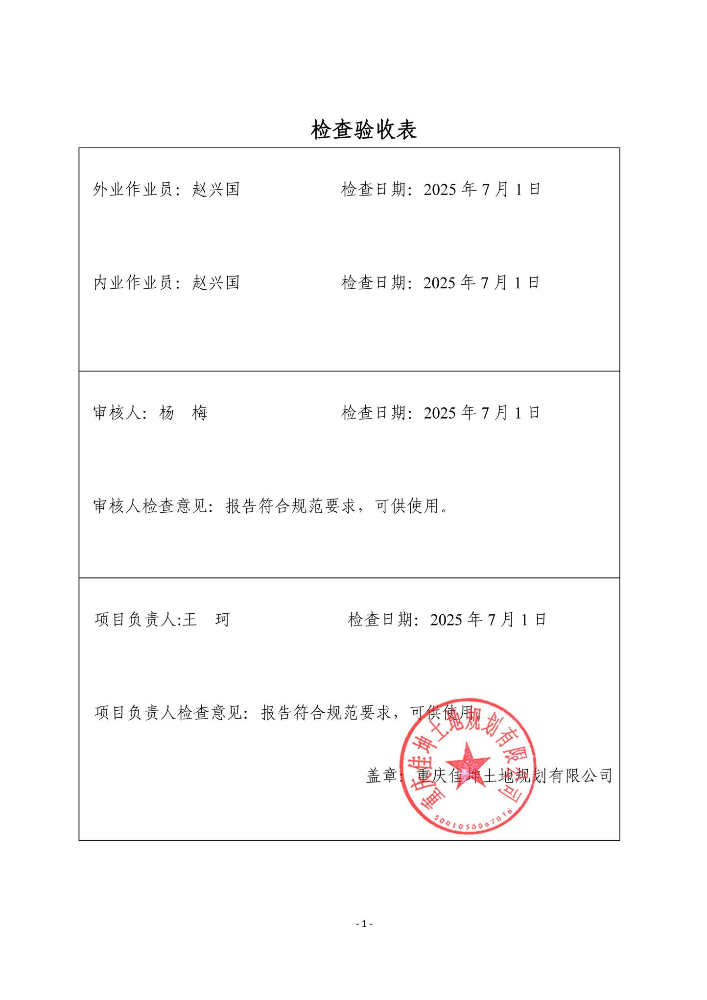 检查验收表
外业作业员：赵兴国 检查日期：2025 年 7 月 1 日
内业作业员：赵兴国 检查日期：2025 年 7 月 1 日
审核人：杨 梅 检查日期：2025 年 7 月 1 日
审核人检查意见：报告符合规范要求，可供使用。
项目负责人:王 珂 检查日期：2025 年 7 月 1 日
项目负责人检查意见：报告符合规范要求，可供使用。
盖章：重庆佳坤土地规划有限公司
重庆佳坤土地规划有限公司
5001050067076
- 1 -